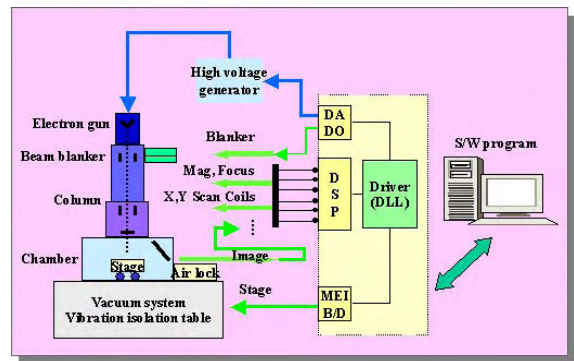 High voltage
generator
DA
DO
Electron gun
Blanker
S/W program
Beam blanker
Mag, Focus
D
S
P
Driver
(DLL)
X,Y Scan Coils
Column
Image
Chamber
Stage
Air lock
Stage
MEI
B/D
Vacuum system
Vibration isolation table